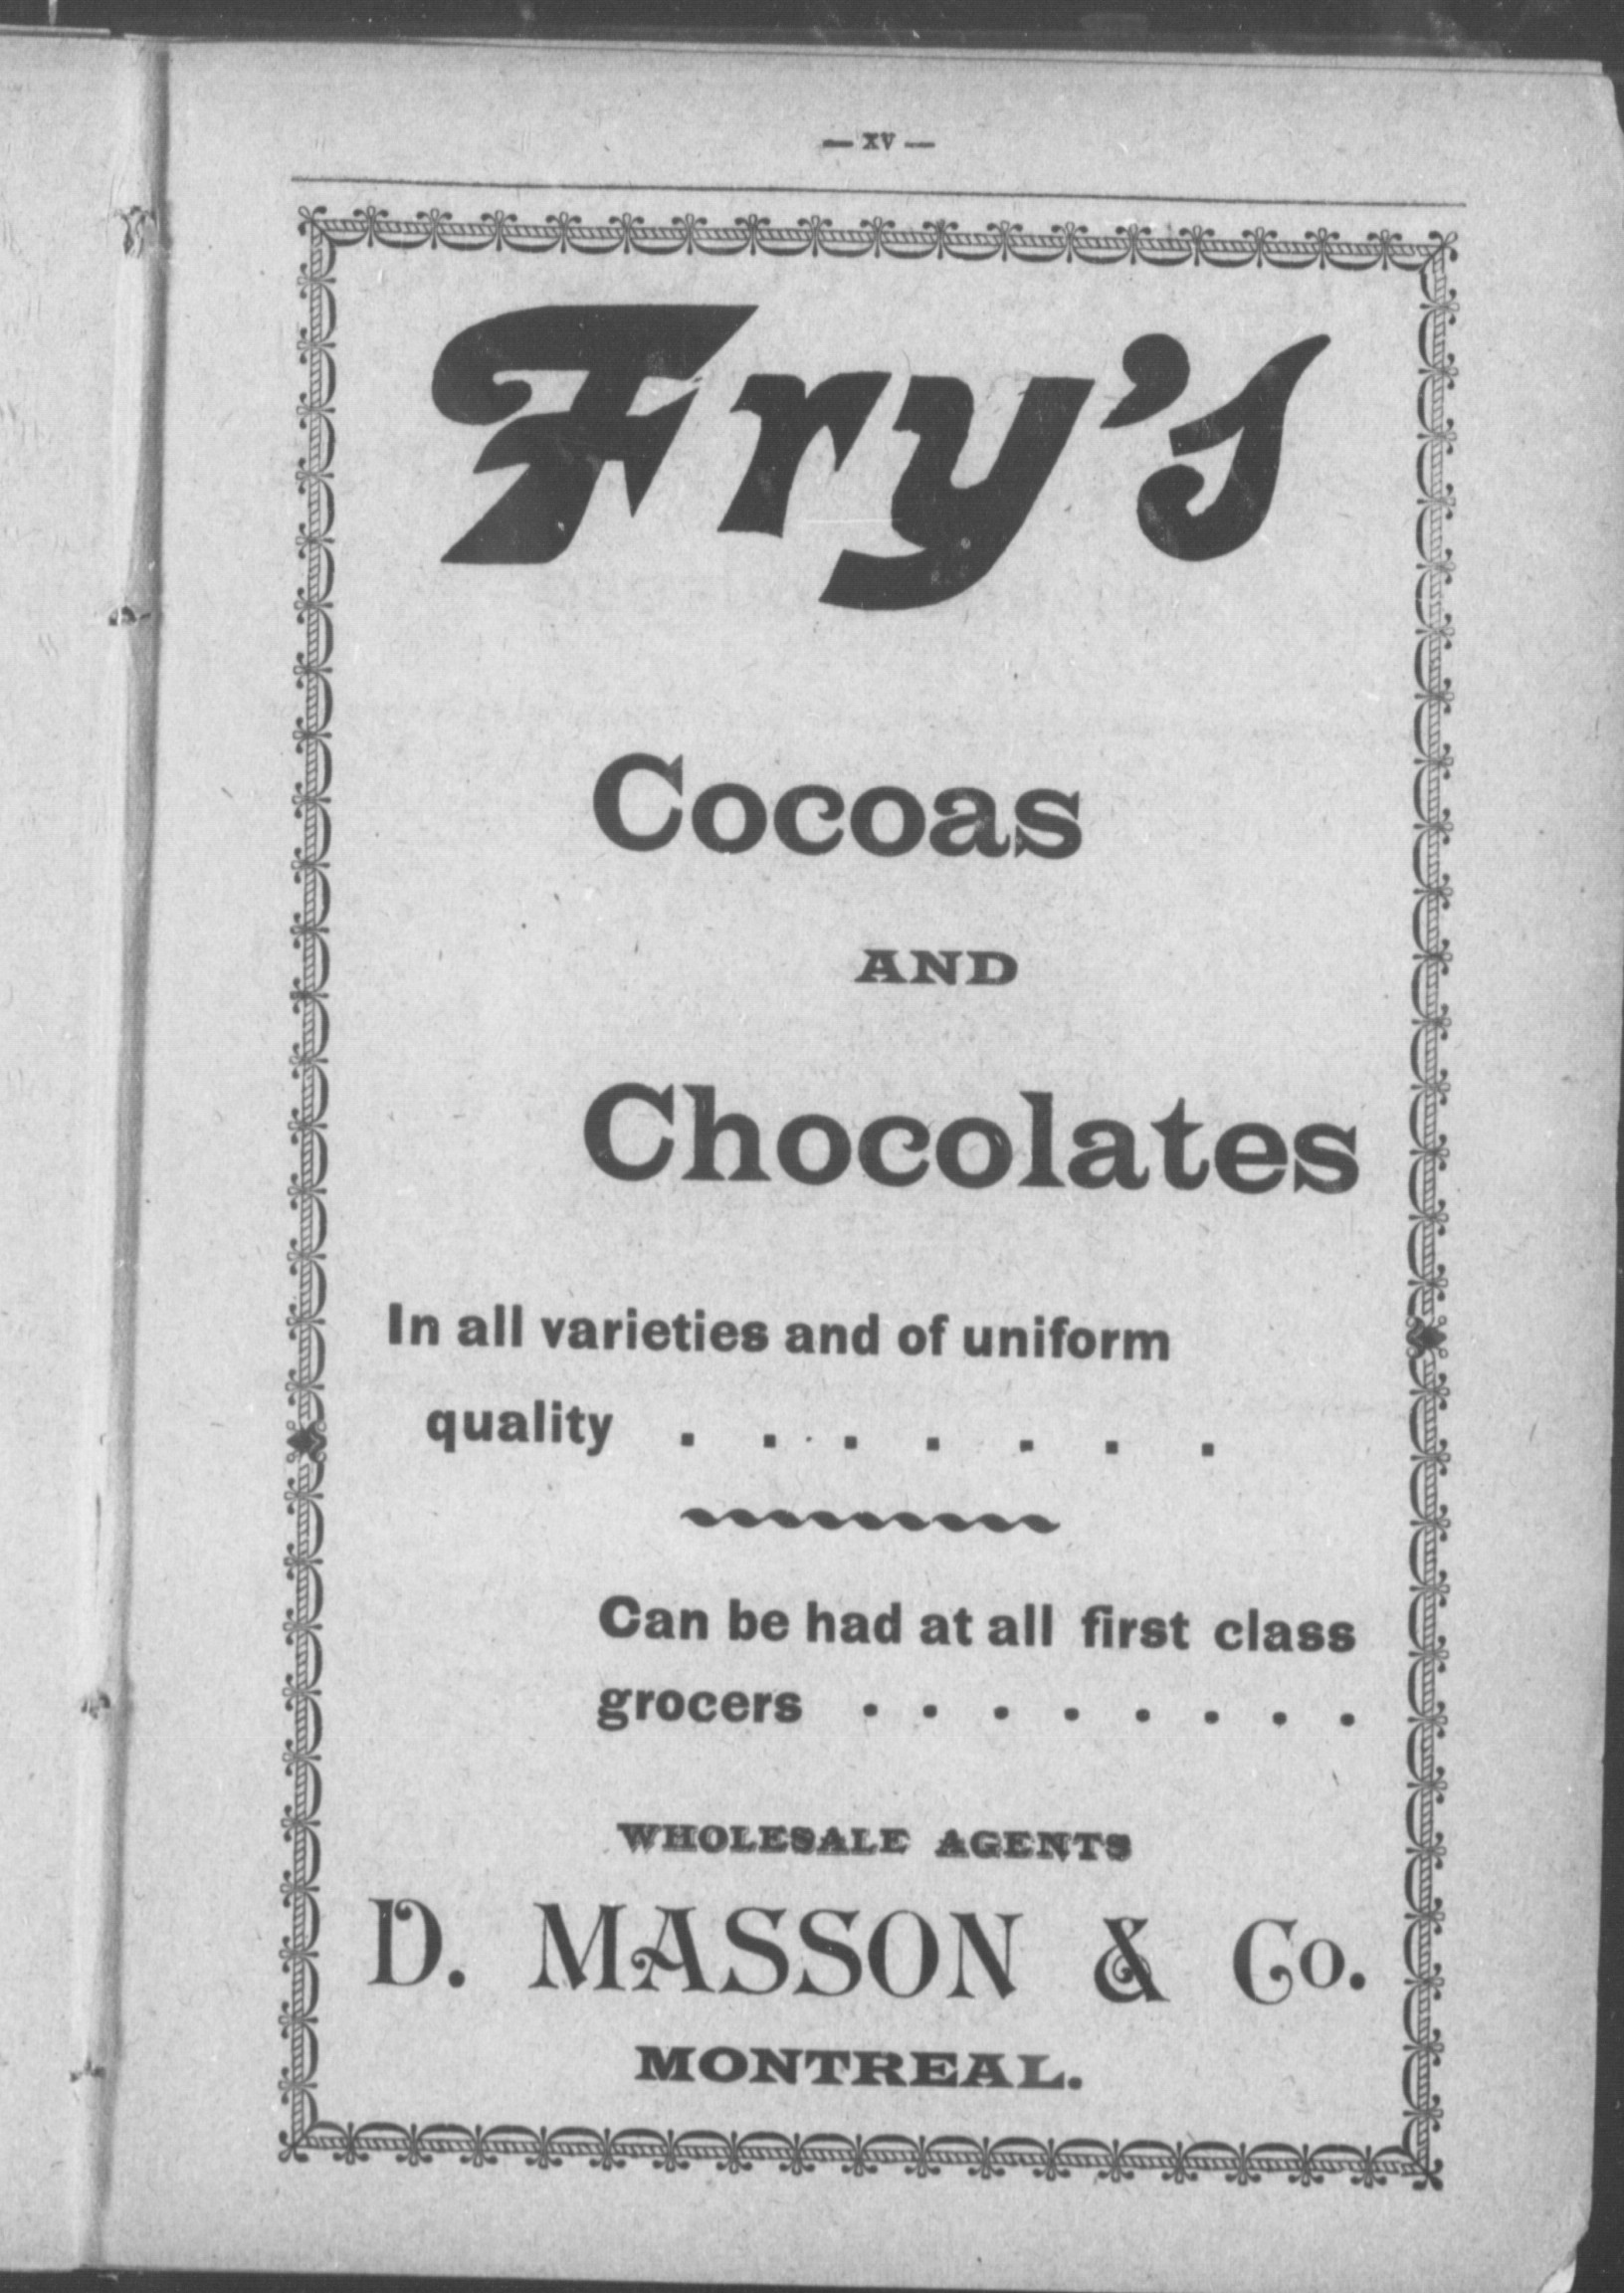 — XV —
Fry's
Cocoas
AND
Chocolates
In all varieties and of uniform
quality . . . . . . .
Can be had at all first class
grocers . . . . . . . .
WHOLESALE AGENTS
D. MASSON & Co.
MONTREAL.